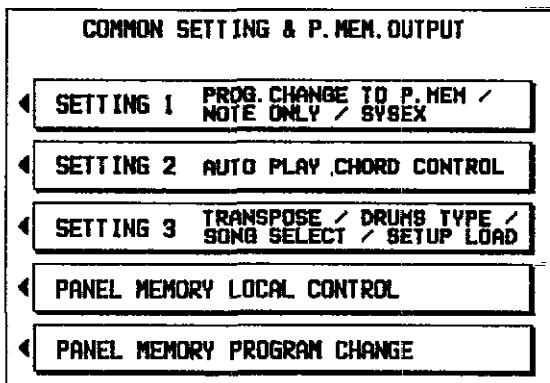 COMMON SETTING & P.MEM.OUTPUT
SETTING 1 PROG.CHANGE TO P.MEM /
NOTE ONLY / SYSEX
SETTING 2 AUTO PLAY CHORD CONTROL
SETTING 3 TRANSPOSE / DRUMS TYPE /
SONG SELECT / SETUP LOAD
PANEL MEMORY LOCAL CONTROL
PANEL MEMORY PROGRAM CHANGE